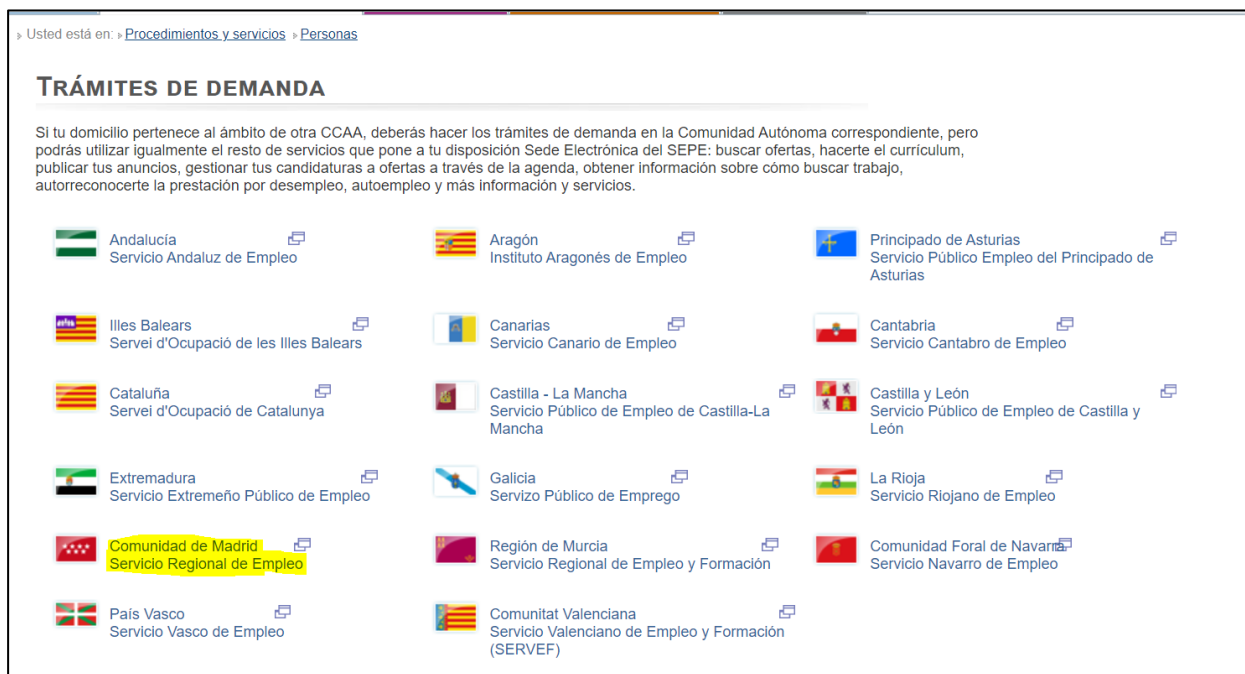 Usted está en: Procedimientos y servicios Personas
TRÁMITES DE DEMANDA
Si tu domicilio pertenece al ámbito de otra CCAA, deberás hacer los trámites de demanda en la Comunidad Autónoma correspondiente, pero
podrás utilizar igualmente el resto de servicios que pone a tu disposición Sede Electrónica del SEPE: buscar ofertas, hacerte el currículum,
publicar tus anuncios, gestionar tus candidaturas a ofertas a través de la agenda, obtener información sobre cómo buscar trabajo,
autorreconocerte la prestación por desempleo, autoempleo y más información y servicios.
Andalucía
Servicio Andaluz de Empleo
Aragón
Instituto Aragonés de Empleo
Principado de Asturias
Servicio Público Empleo del Principado de
Asturias
Illes Balears
Servei d'Ocupació de les Illes Balears
Canarias
Servicio Canario de Empleo
Cantabria
Servicio Cantabro de Empleo
Cataluña
Servei d'Ocupació de Catalunya
Castilla - La Mancha
Servicio Público de Empleo de Castilla-La
Mancha
Castilla y León
Servicio Público de Empleo de Castilla y
León
Extremadura
Servicio Extremeño Público de Empleo
Galicia
Servizo Público de Emprego
La Rioja
Servicio Riojano de Empleo
Comunidad de Madrid
Servicio Regional de Empleo
Región de Murcia
Servicio Regional de Empleo y Formación
Comunidad Foral de Navarra
Servicio Navarro de Empleo
País Vasco
Servicio Vasco de Empleo
Comunitat Valenciana
Servicio Valenciano de Empleo y Formación
(SERVEF)